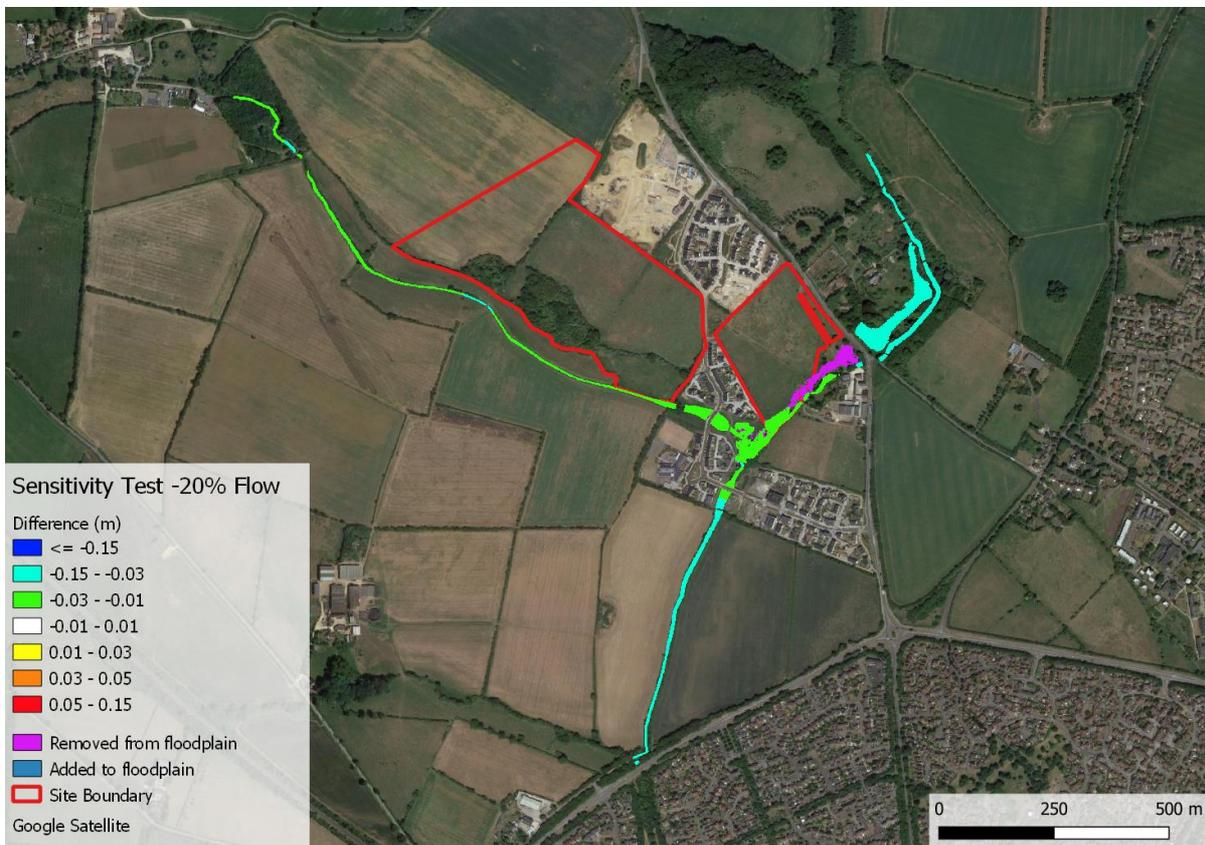 Sensitivity Test -20% Flow
Difference (m)
<= -0.15
-0.15 - -0.03
-0.03 - -0.01
-0.01 - 0.01
0.01 - 0.03
0.03 - 0.05
0.05 - 0.15
Removed from floodplain
Added to floodplain
Site Boundary
Google Satellite
0 250 500 m